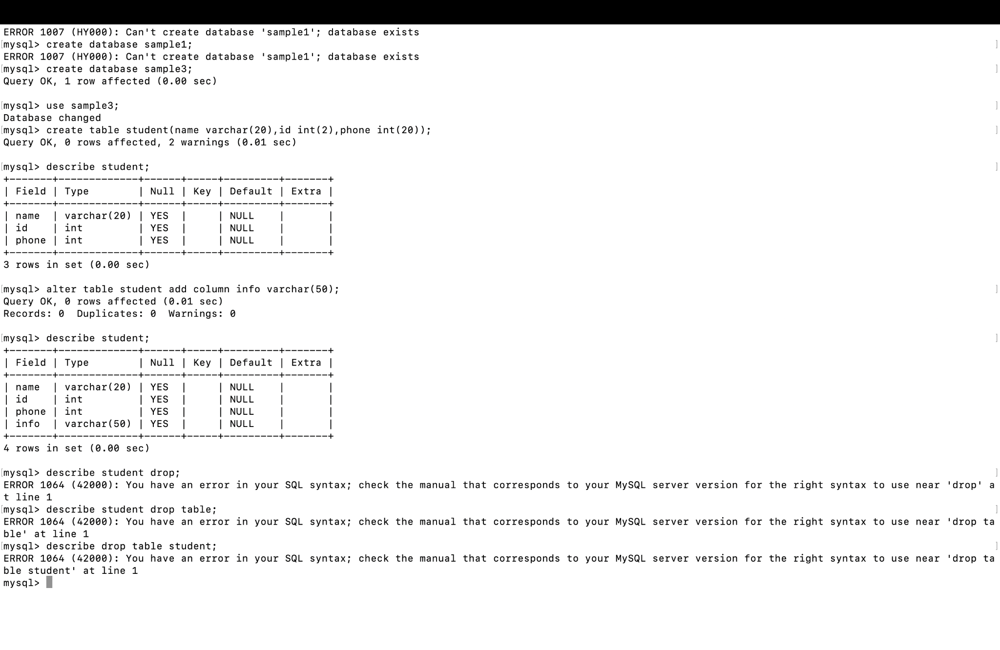 ERROR 1007 (HY000): Can't create database 'sample1'; database exists
[mysql> create database sample1; ]
ERROR 1007 (HY000): Can't create database 'sample1'; database exists
[mysql> create database sample3; ]
Query OK, 1 row affected (0.00 sec)
[mysql> use sample3; ]
Database changed
[mysql> create table student(name varchar(20),id int(2),phone int(20)); ]
Query OK, 0 rows affected, 2 warnings (0.01 sec)
[mysql> describe student; ]
+-------+-------------+------+-----+---------+-------+
| Field | Type        | Null | Key | Default | Extra |
+-------+-------------+------+-----+---------+-------+
| name  | varchar(20) | YES  |     | NULL    |       |
| id    | int         | YES  |     | NULL    |       |
| phone | int         | YES  |     | NULL    |       |
+-------+-------------+------+-----+---------+-------+
3 rows in set (0.00 sec)
[mysql> alter table student add column info varchar(50); ]
Query OK, 0 rows affected (0.01 sec)
Records: 0  Duplicates: 0  Warnings: 0
[mysql> describe student; ]
+-------+-------------+------+-----+---------+-------+
| Field | Type        | Null | Key | Default | Extra |
+-------+-------------+------+-----+---------+-------+
| name  | varchar(20) | YES  |     | NULL    |       |
| id    | int         | YES  |     | NULL    |       |
| phone | int         | YES  |     | NULL    |       |
| info  | varchar(50) | YES  |     | NULL    |       |
+-------+-------------+------+-----+---------+-------+
4 rows in set (0.00 sec)
[mysql> describe student drop; ]
ERROR 1064 (42000): You have an error in your SQL syntax; check the manual that corresponds to your MySQL server version for the right syntax to use near 'drop' a
t line 1
[mysql> describe student drop table; ]
ERROR 1064 (42000): You have an error in your SQL syntax; check the manual that corresponds to your MySQL server version for the right syntax to use near 'drop ta
ble' at line 1
[mysql> describe drop table student; ]
ERROR 1064 (42000): You have an error in your SQL syntax; check the manual that corresponds to your MySQL server version for the right syntax to use near 'drop ta
ble student' at line 1
mysql>